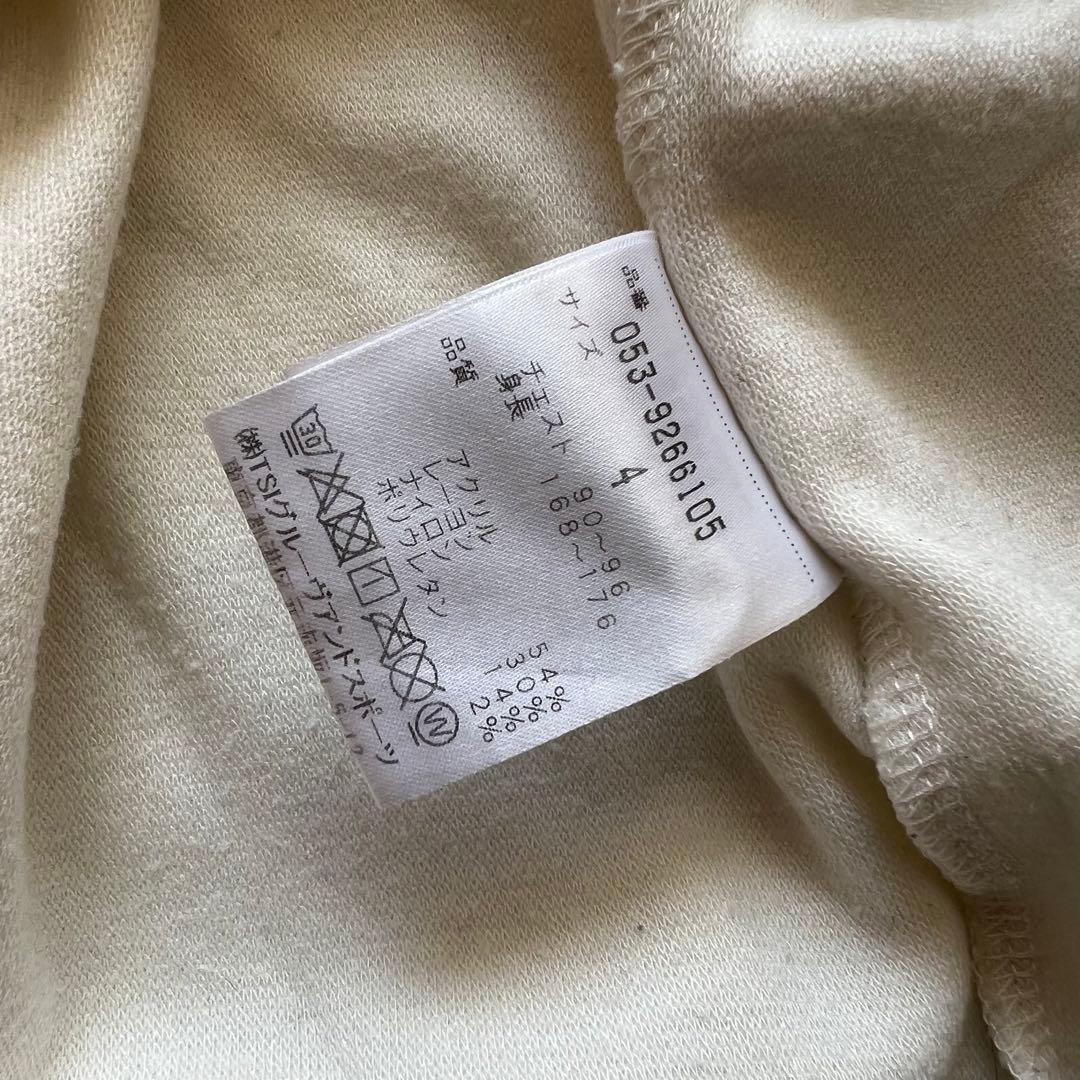 品番 053-9266105
サイズ 4
チェスト 90~96
身長 168~176
品質
アクリル 54%
レーヨン 30%
ナイロン 14%
ポリウレタン 2%
30
W
(株)TSIグルーヴアンドスポーツ